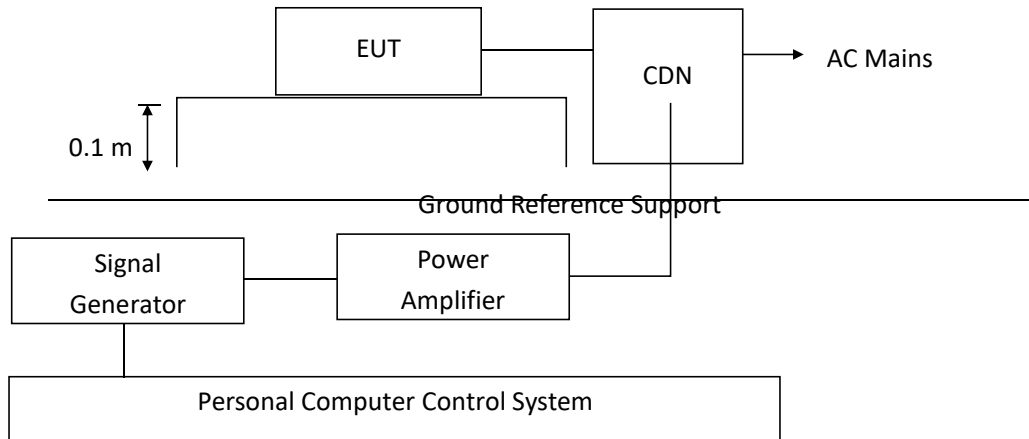 EUT
CDN
AC Mains
0.1 m
Ground Reference Support
Signal
Generator
Power
Amplifier
Personal Computer Control System